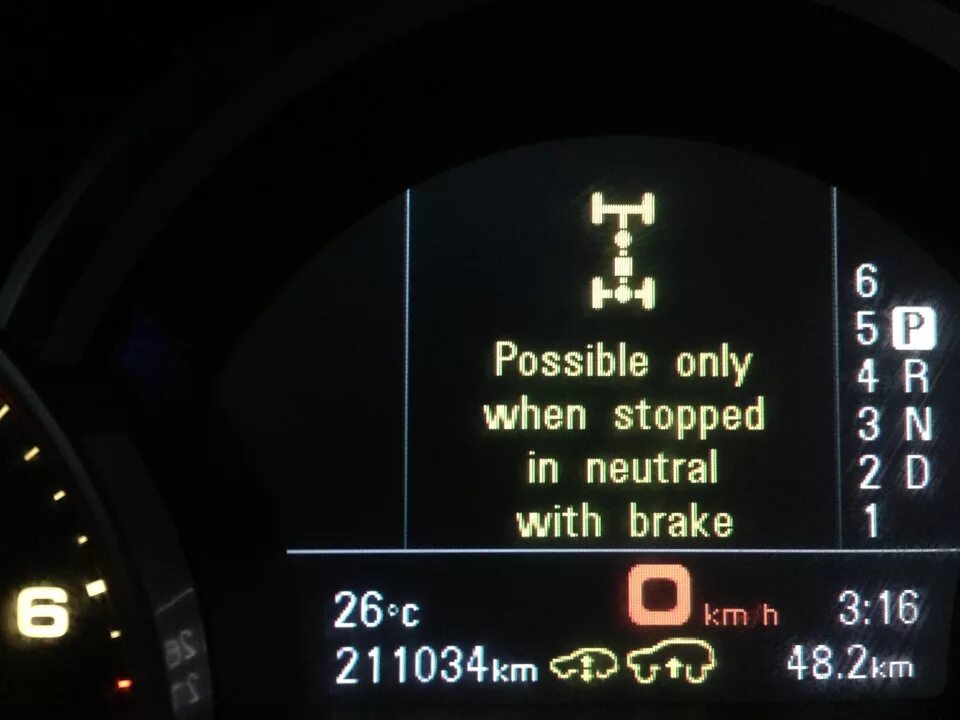 Possible only
when stopped
in neutral
with brake
6
5 P
4 R
3 N
2 D
1
6
26°C
0 km/h
3:16
211034km
48.2km